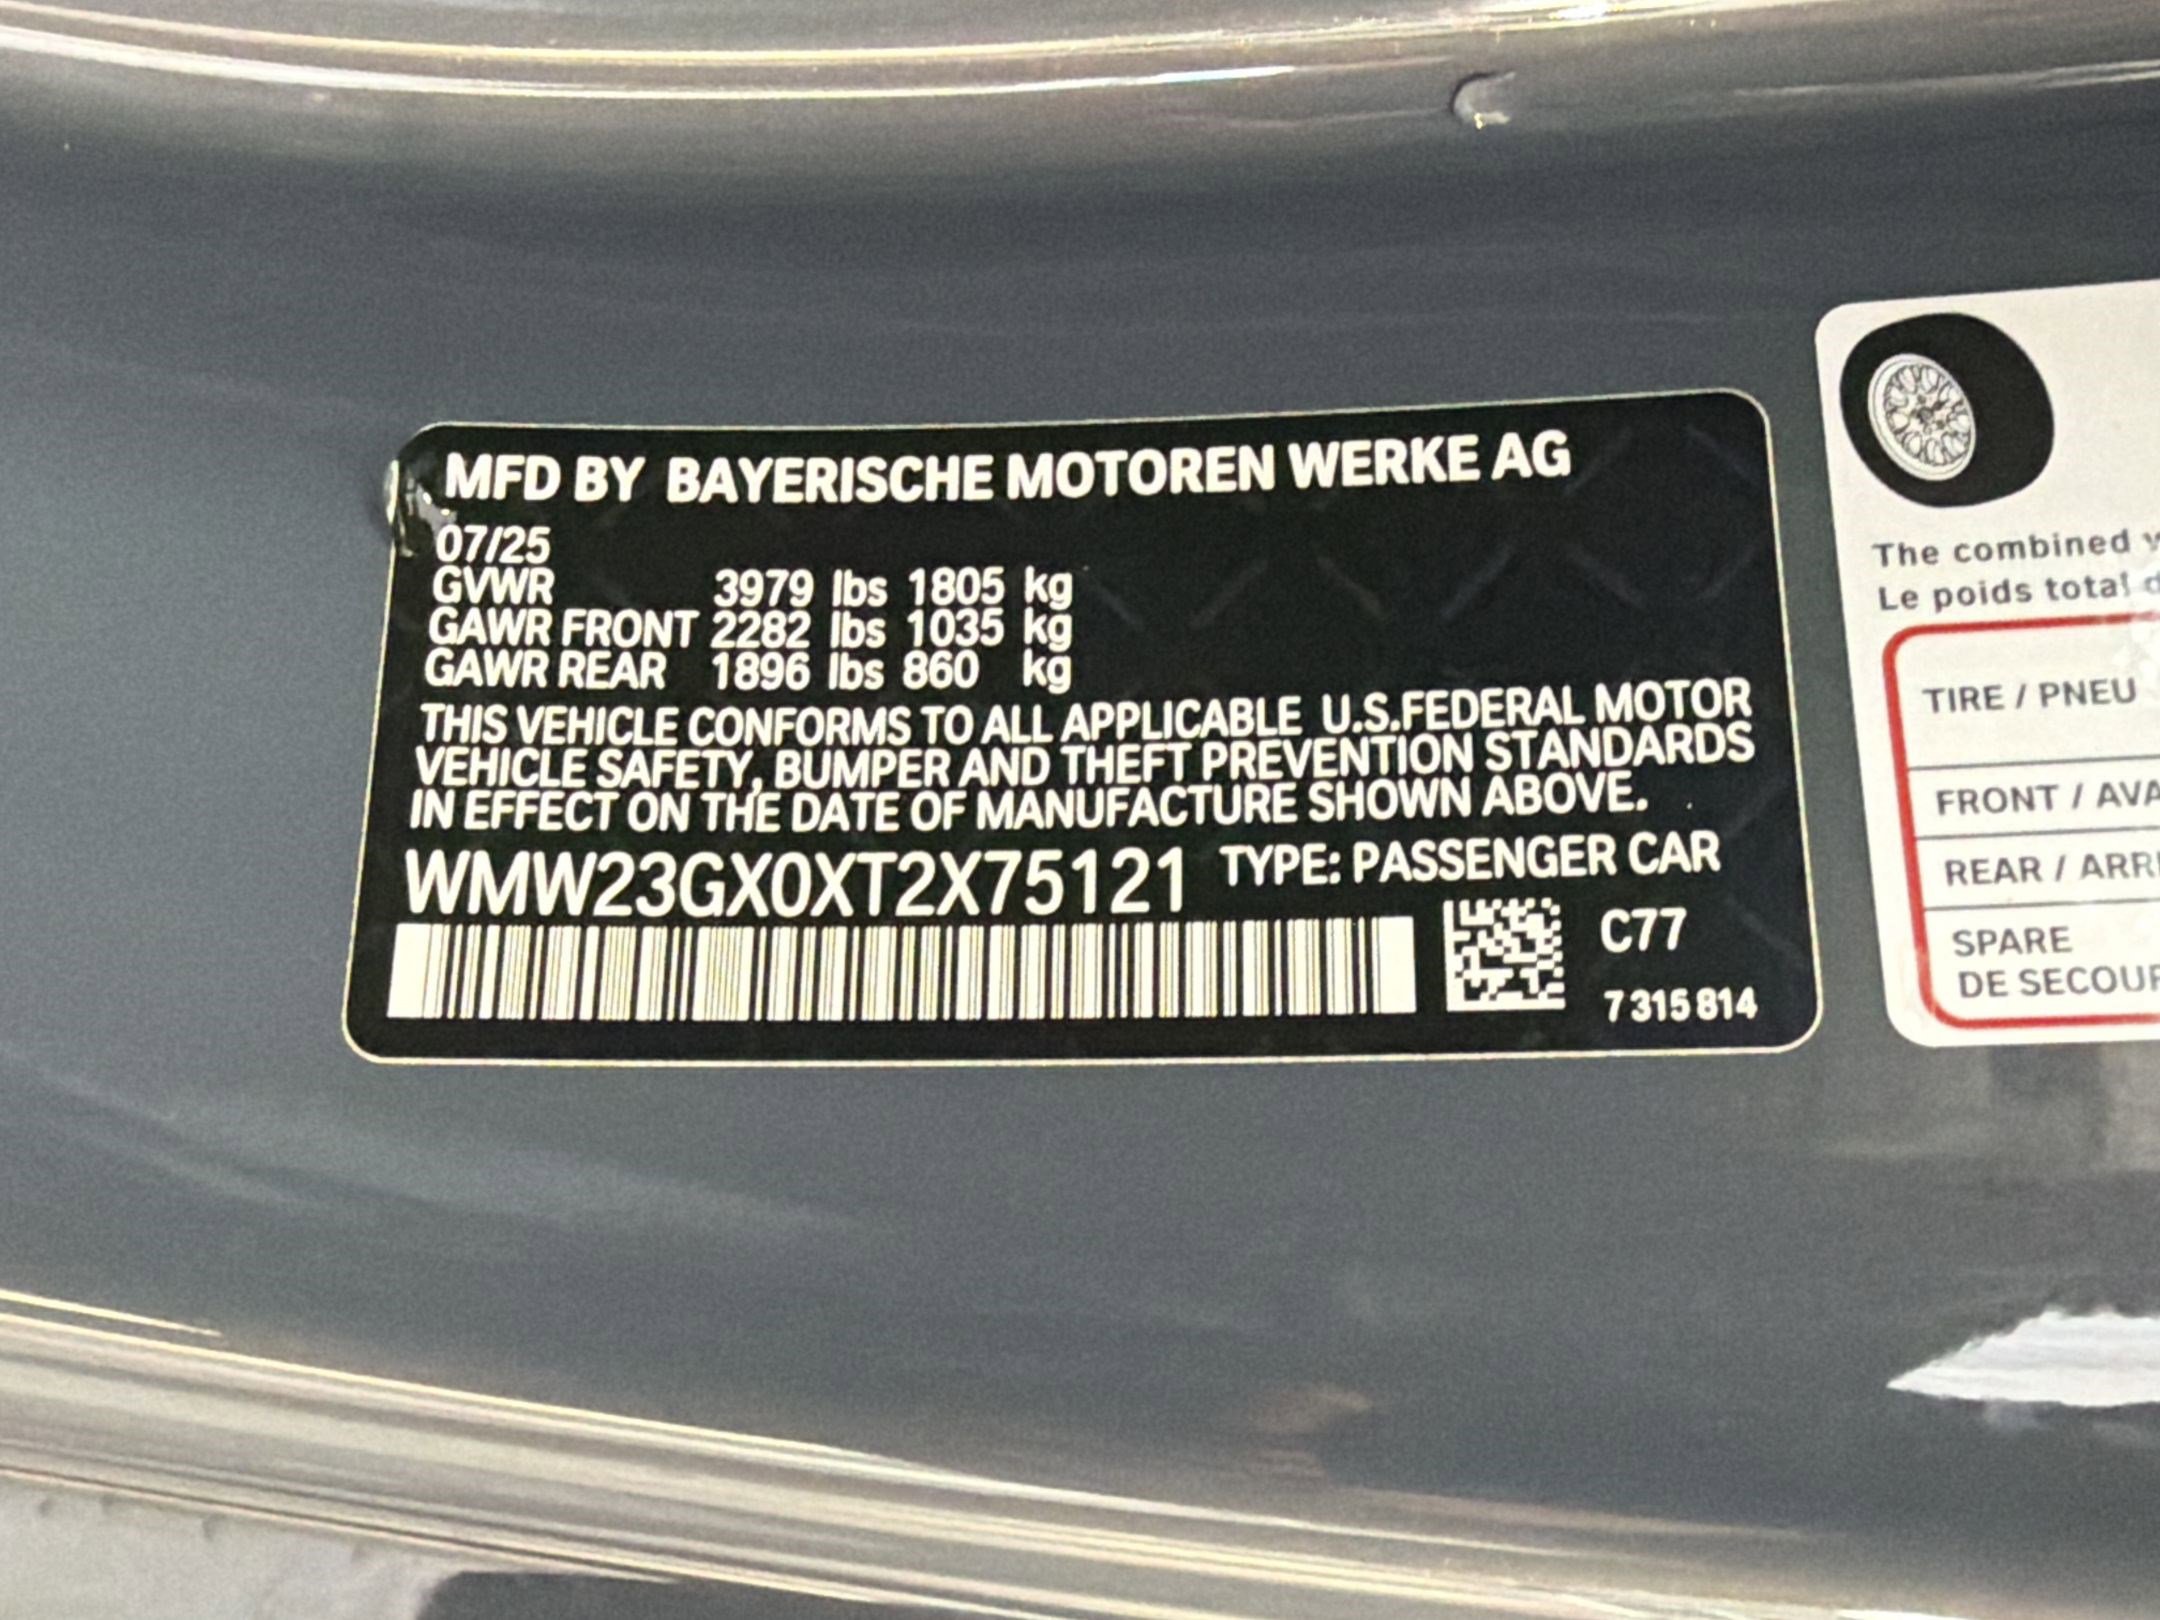 MFD BY BAYERISCHE MOTOREN WERKE AG
07/25
GVWR 3979 lbs 1805 kg
GAWR FRONT 2282 lbs 1035 kg
GAWR REAR 1896 lbs 860 kg
THIS VEHICLE CONFORMS TO ALL APPLICABLE U.S.FEDERAL MOTOR
VEHICLE SAFETY, BUMPER AND THEFT PREVENTION STANDARDS
IN EFFECT ON THE DATE OF MANUFACTURE SHOWN ABOVE.
WMW23GX0XT2X75121 TYPE: PASSENGER CAR
C77
7 315 814
The combined
Le poids total
TIRE / PNEU
FRONT /
REAR /
SPARE
DE